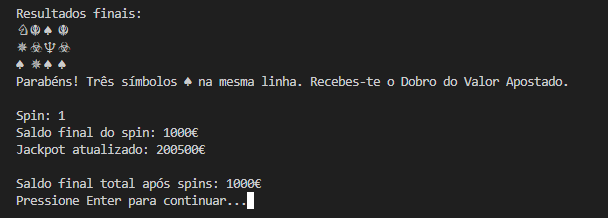 Resultados finais:
♘☬♠ ☬
✵☣♆☣
♠ ✵♠ ♠
Parabéns! Três símbolos ♠ na mesma linha. Recebes-te o Dobro do Valor Apostado.
Spin: 1
Saldo final do spin: 1000€
Jackpot atualizado: 200500€
Saldo final total após spins: 1000€
Pressione Enter para continuar...